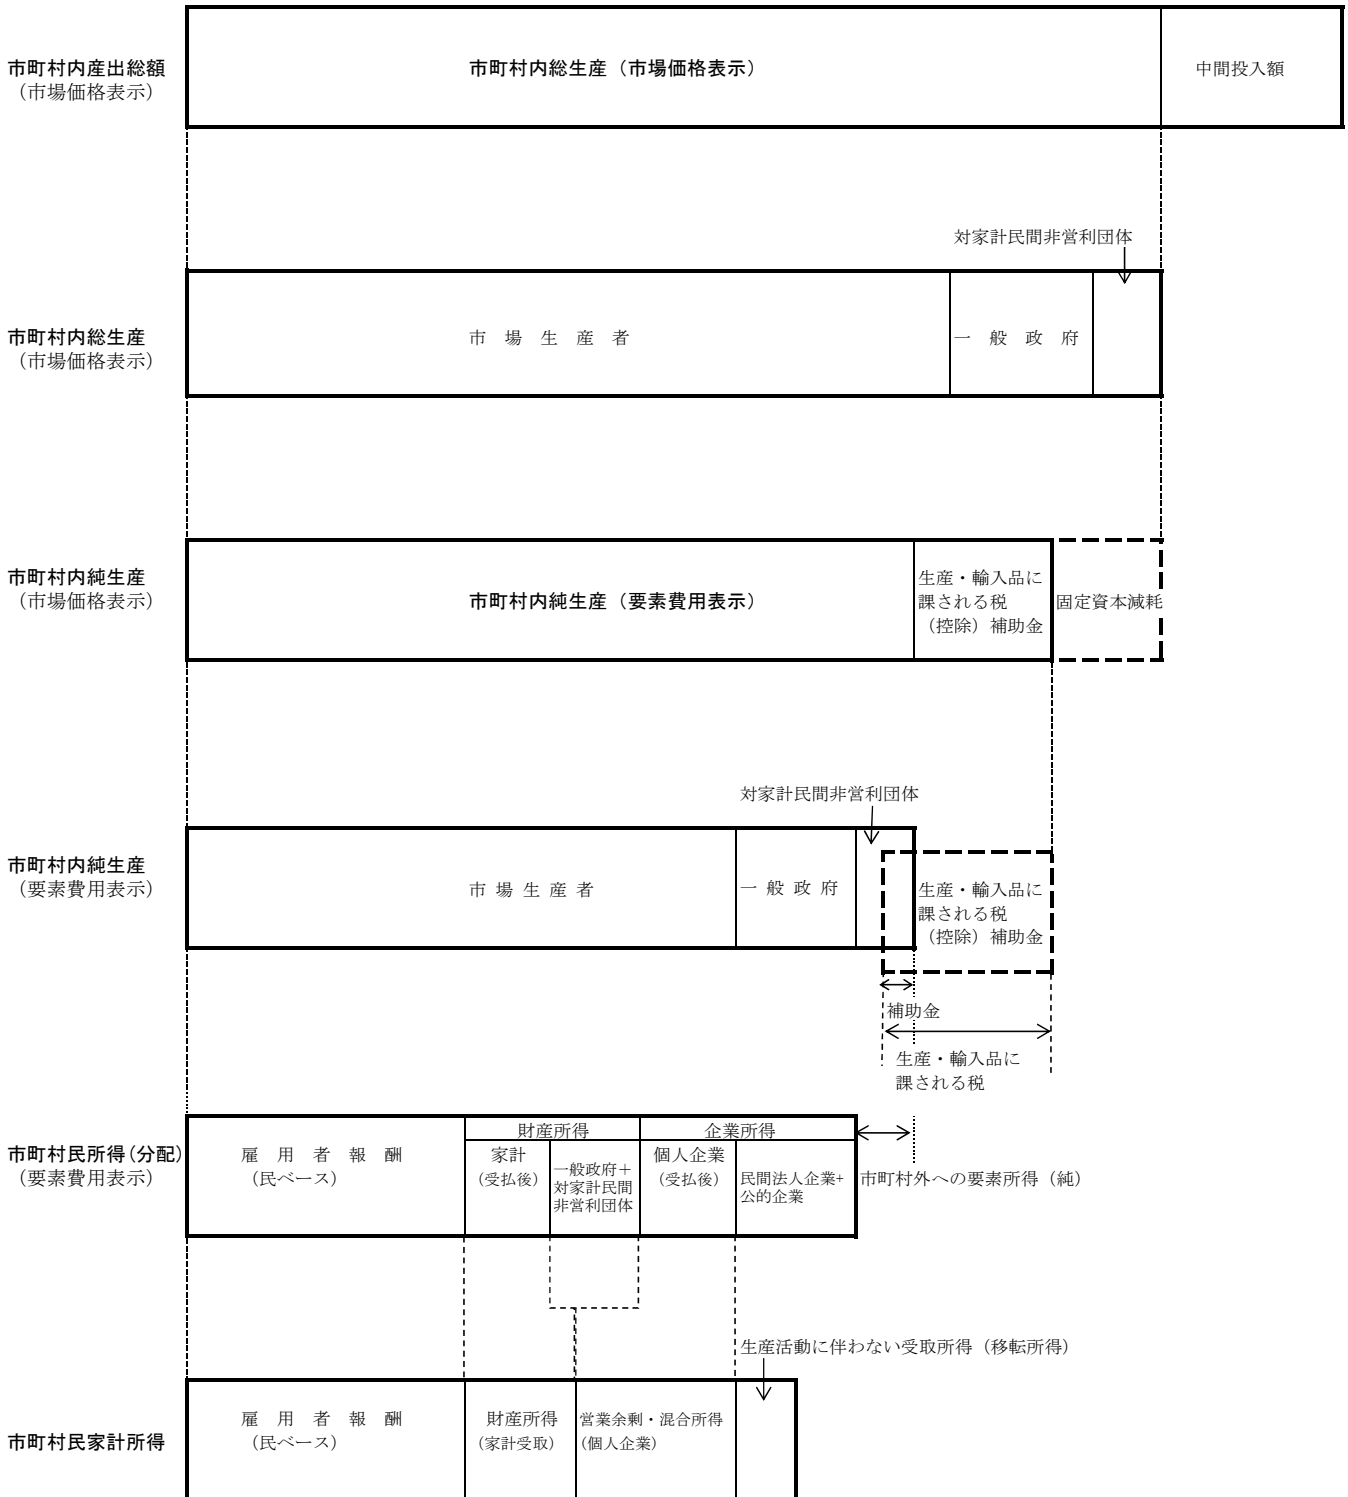 市町村内産出総額
（市場価格表示）
市町村内総生産（市場価格表示）
中間投入額
対家計民間非営利団体
市町村内総生産
（市場価格表示）
市　場　生　産　者
一　般　政　府
市町村内純生産
（市場価格表示）
市町村内純生産（要素費用表示）
生産・輸入品に
課される税
（控除）補助金
固定資本減耗
対家計民間非営利団体
市町村内純生産
（要素費用表示）
市 場 生 産 者
一 般 政 府
生産・輸入品に
課される税
（控除）補助金
補助金
生産・輸入品に
課される税
市町村民所得（分配）
（要素費用表示）
雇　用　者　報　酬
（民ベース）
財産所得
家計
（受払後）
一般政府＋
対家計民間
非営利団体
企業所得
個人企業
（受払後）
民間法人企業+
公的企業
市町村外への要素所得（純）
生産活動に伴わない受取所得（移転所得）
市町村民家計所得
雇　用　者　報　酬
（民ベース）
財産所得
（家計受取）
営業余剰・混合所得
（個人企業）